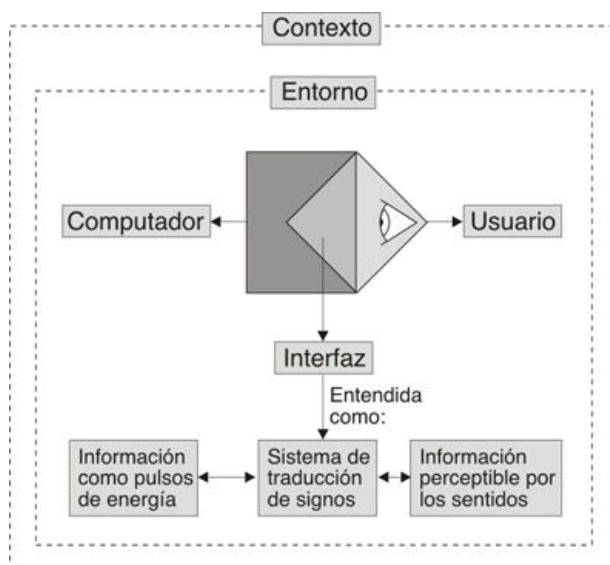 Contexto
Entorno
Computador
Usuario
Interfaz
Entendida
como:
Información
como pulsos
de energía
Sistema de
traducción
de signos
Información
perceptible por
los sentidos